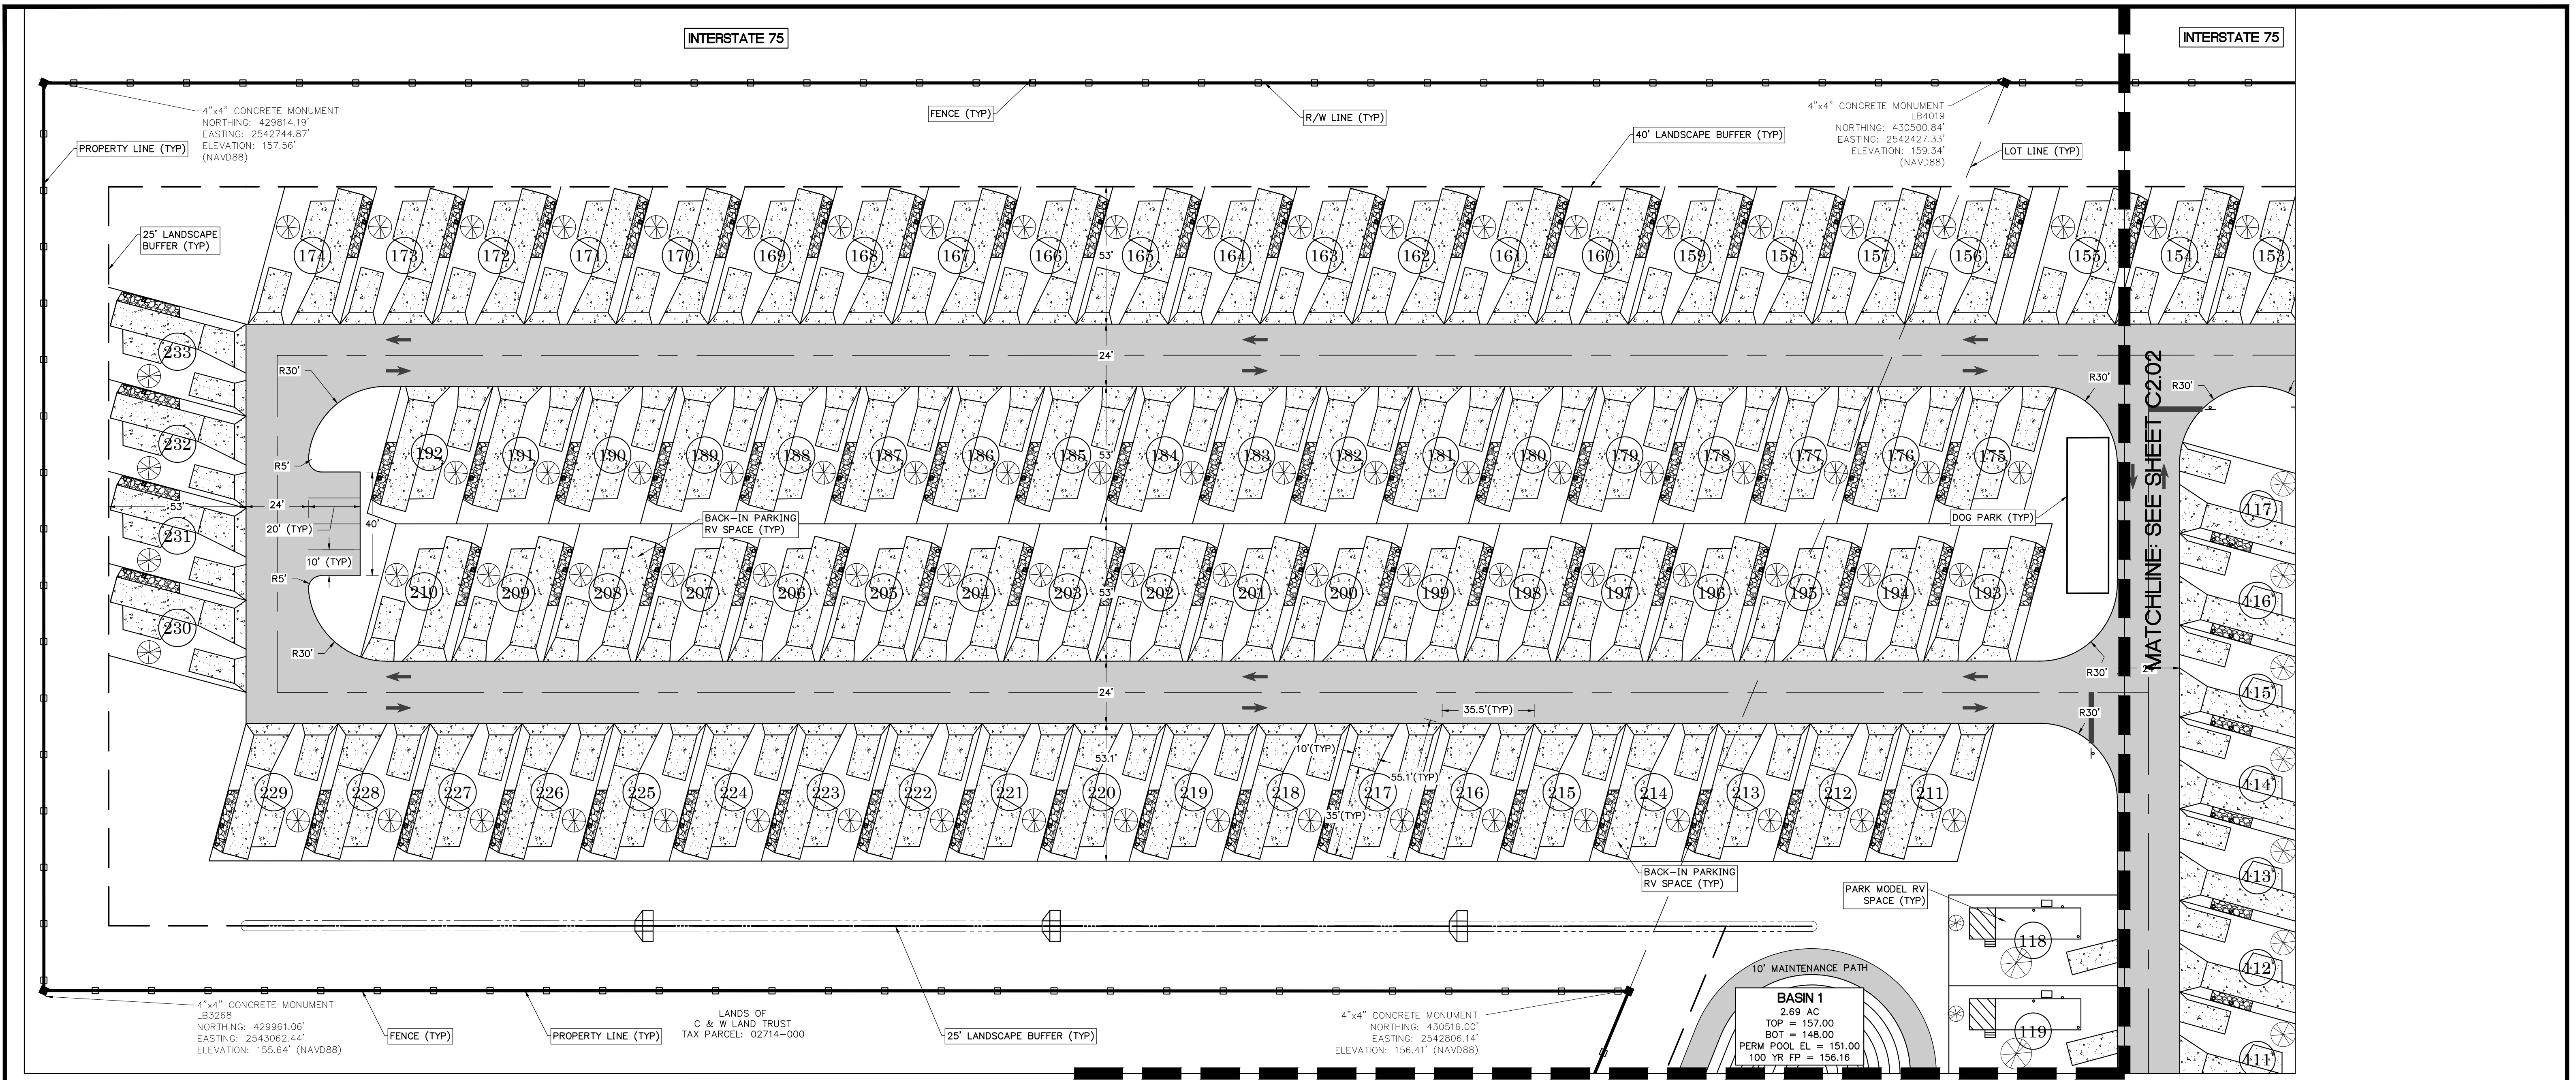 INTERSTATE 75
INTERSTATE 75
4"x4" CONCRETE MONUMENT
NORTHING: 429814.19'
EASTING: 2542744.87'
ELEVATION: 157.56'
(NAVD88)
FENCE (TYP)
R/W LINE (TYP)
4"x4" CONCRETE MONUMENT
LB4019
NORTHING: 430500.84'
EASTING: 2542427.33'
ELEVATION: 159.34'
(NAVD88)
40' LANDSCAPE BUFFER (TYP)
PROPERTY LINE (TYP)
LOT LINE (TYP)
25' LANDSCAPE
BUFFER (TYP)
174 173 172 171 170 169 168 167 166 53' 165 164 163 162 161 160 159 158 157 156 155 154 153
233
24'
R30'
R30'
R30'
MATCHLINE: SEE SHEET C2.02
232
192 191 190 189 188 187 186 185 53' 184 183 182 181 180 179 178 177 176 175
R5'
53'
24'
20' (TYP)
40'
10' (TYP)
231
BACK-IN PARKING
RV SPACE (TYP)
DOG PARK (TYP)
117
R5'
230
210 209 208 207 206 205 204 203 53' 202 201 200 199 198 197 196 195 194 193
116
R30'
R30'
24'
24'
115
35.5'(TYP)
R30'
53.1'
10'(TYP)
55.1'(TYP)
35'(TYP)
229 228 227 226 225 224 223 222 221 220 219 218 217 216 215 214 213 212 211
114
BACK-IN PARKING
RV SPACE (TYP)
PARK MODEL RV
SPACE (TYP)
113
118
112
10' MAINTENANCE PATH
BASIN 1
2.69 AC
TOP = 157.00
BOT = 148.00
PERM POOL EL = 151.00
100 YR FP = 156.16
119
111
4"x4" CONCRETE MONUMENT
LB3268
NORTHING: 429961.06'
EASTING: 2543062.44'
ELEVATION: 155.64' (NAVD88)
FENCE (TYP)
PROPERTY LINE (TYP)
LANDS OF
C & W LAND TRUST
TAX PARCEL: 02714-000
25' LANDSCAPE BUFFER (TYP)
4"x4" CONCRETE MONUMENT
NORTHING: 430516.00'
EASTING: 2542806.14'
ELEVATION: 156.41' (NAVD88)